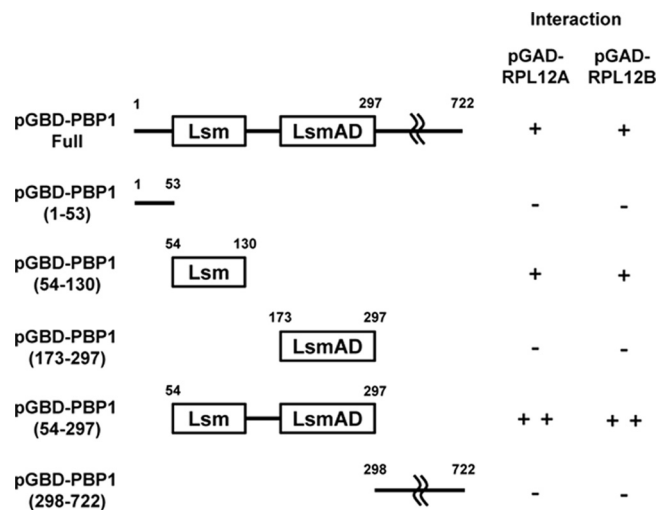 Interaction
pGAD-
RPL12A
pGAD-
RPL12B
pGBD-PBP1
Full
1
297
722
Lsm
LsmAD
+
+
pGBD-PBP1
(1-53)
1
53
-
-
pGBD-PBP1
(54-130)
54
130
Lsm
+
+
pGBD-PBP1
(173-297)
173
297
LsmAD
-
-
pGBD-PBP1
(54-297)
54
297
Lsm
LsmAD
+ +
+ +
pGBD-PBP1
(298-722)
298
722
-
-